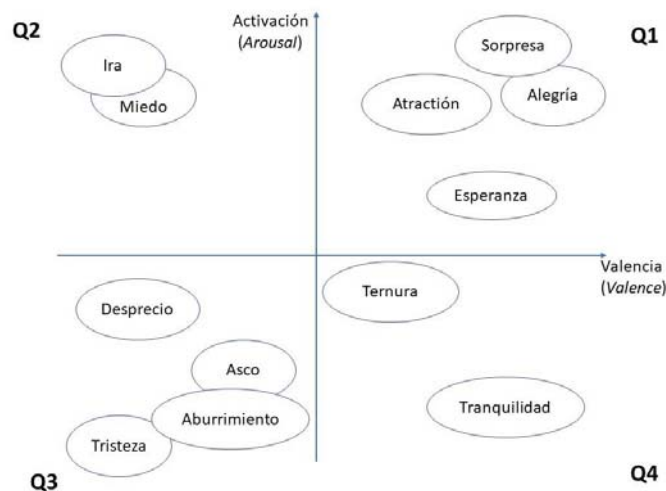 Q2
Activación
(Arousal)
Q1
Sorpresa
Ira
Miedo
Atracción
Alegría
Esperanza
Valencia
(Valence)
Ternura
Desprecio
Asco
Aburrimiento
Tranquilidad
Tristeza
Q3
Q4